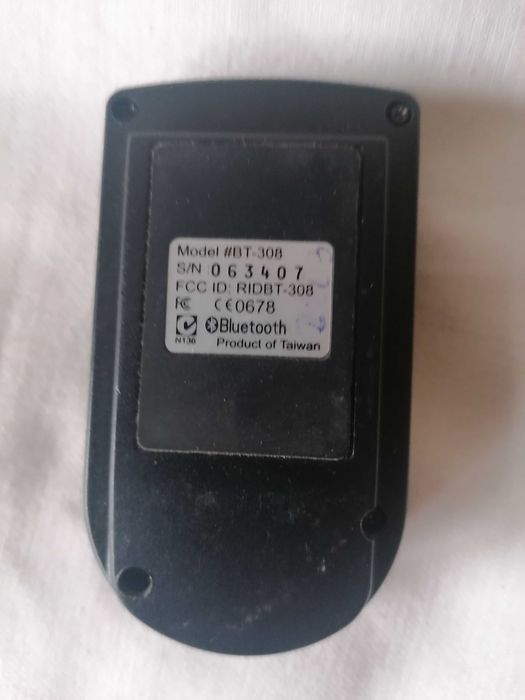 Model #BT-308
S/N :063407
FCC ID: RIDBT-308
FC CE0678
Bluetooth
N136 Product of Taiwan